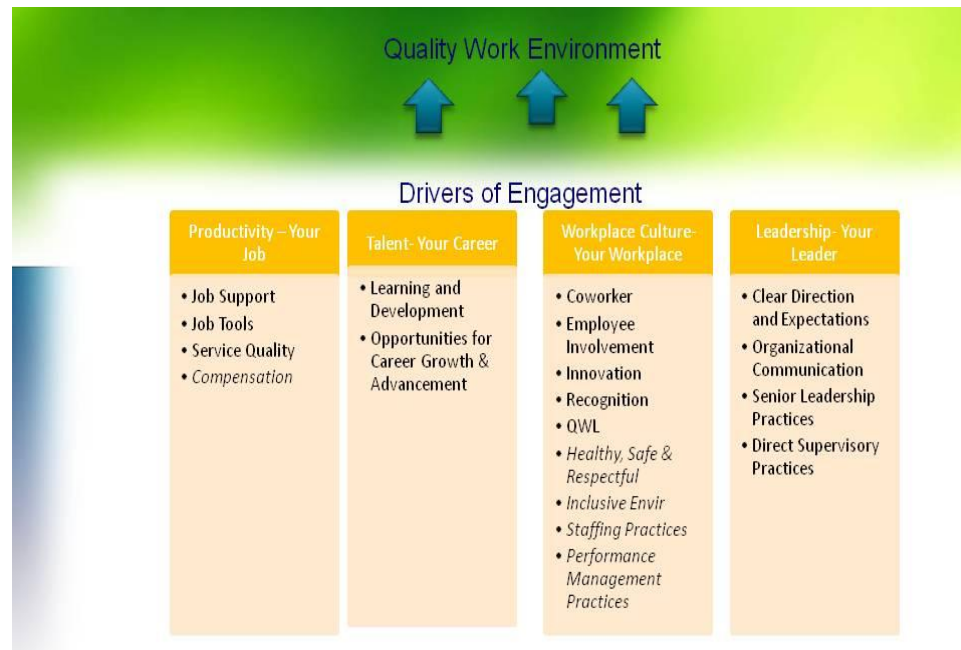 Quality Work Environment
Drivers of Engagement
Productivity – Your
Job
• Job Support
• Job Tools
• Service Quality
• Compensation
Talent- Your Career
• Learning and
Development
• Opportunities for
Career Growth &
Advancement
Workplace Culture-
Your Workplace
• Coworker
• Employee
Involvement
• Innovation
• Recognition
• QWL
• Healthy, Safe &
Respectful
• Inclusive Envir
• Staffing Practices
• Performance
Management
Practices
Leadership- Your
Leader
• Clear Direction
and Expectations
• Organizational
Communication
• Senior Leadership
Practices
• Direct Supervisory
Practices